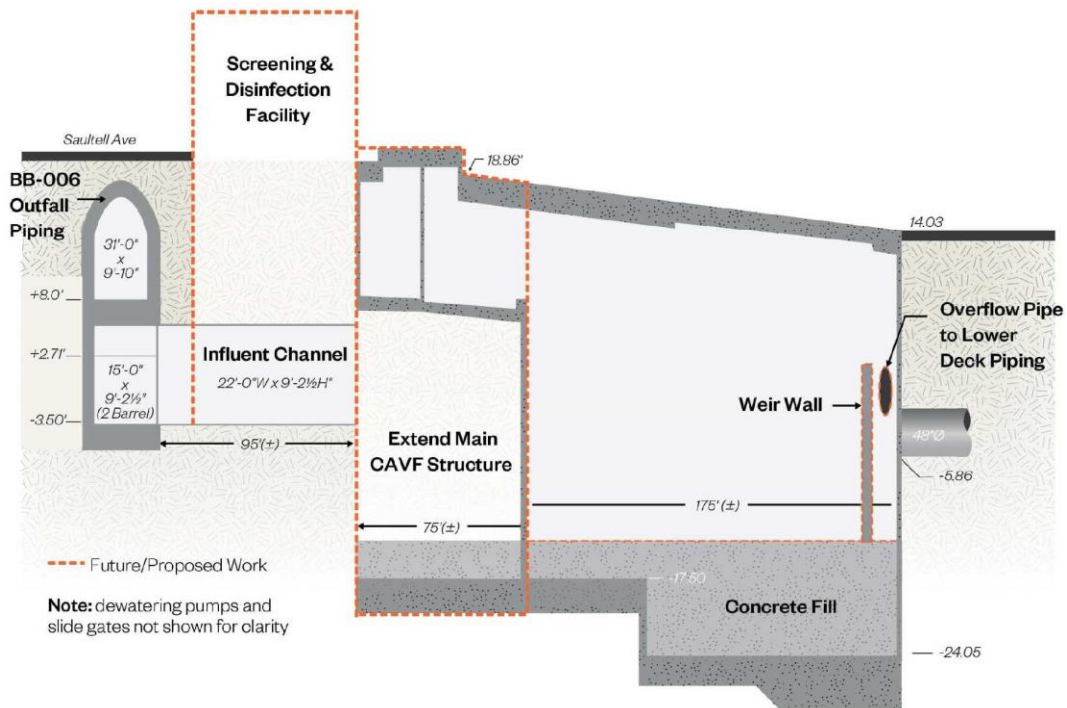 Screening &
Disinfection
Facility
Saultell Ave
18.86'
BB-006
Outfall
Piping
14.03
31'-0"
x
9'-10"
+8.0'
Overflow Pipe
to Lower
Deck Piping
+2.71'
Influent Channel
22'-0"W x 9'-2½H"
15'-0"
x
9'-2½"
(2 Barrel)
Weir Wall
-3.50'
48"Ø
95'(±)
Extend Main
CAVF Structure
-5.86
75'(±)
175' (±)
Future/Proposed Work
-17.50
Note: dewatering pumps and
slide gates not shown for clarity
Concrete Fill
-24.05